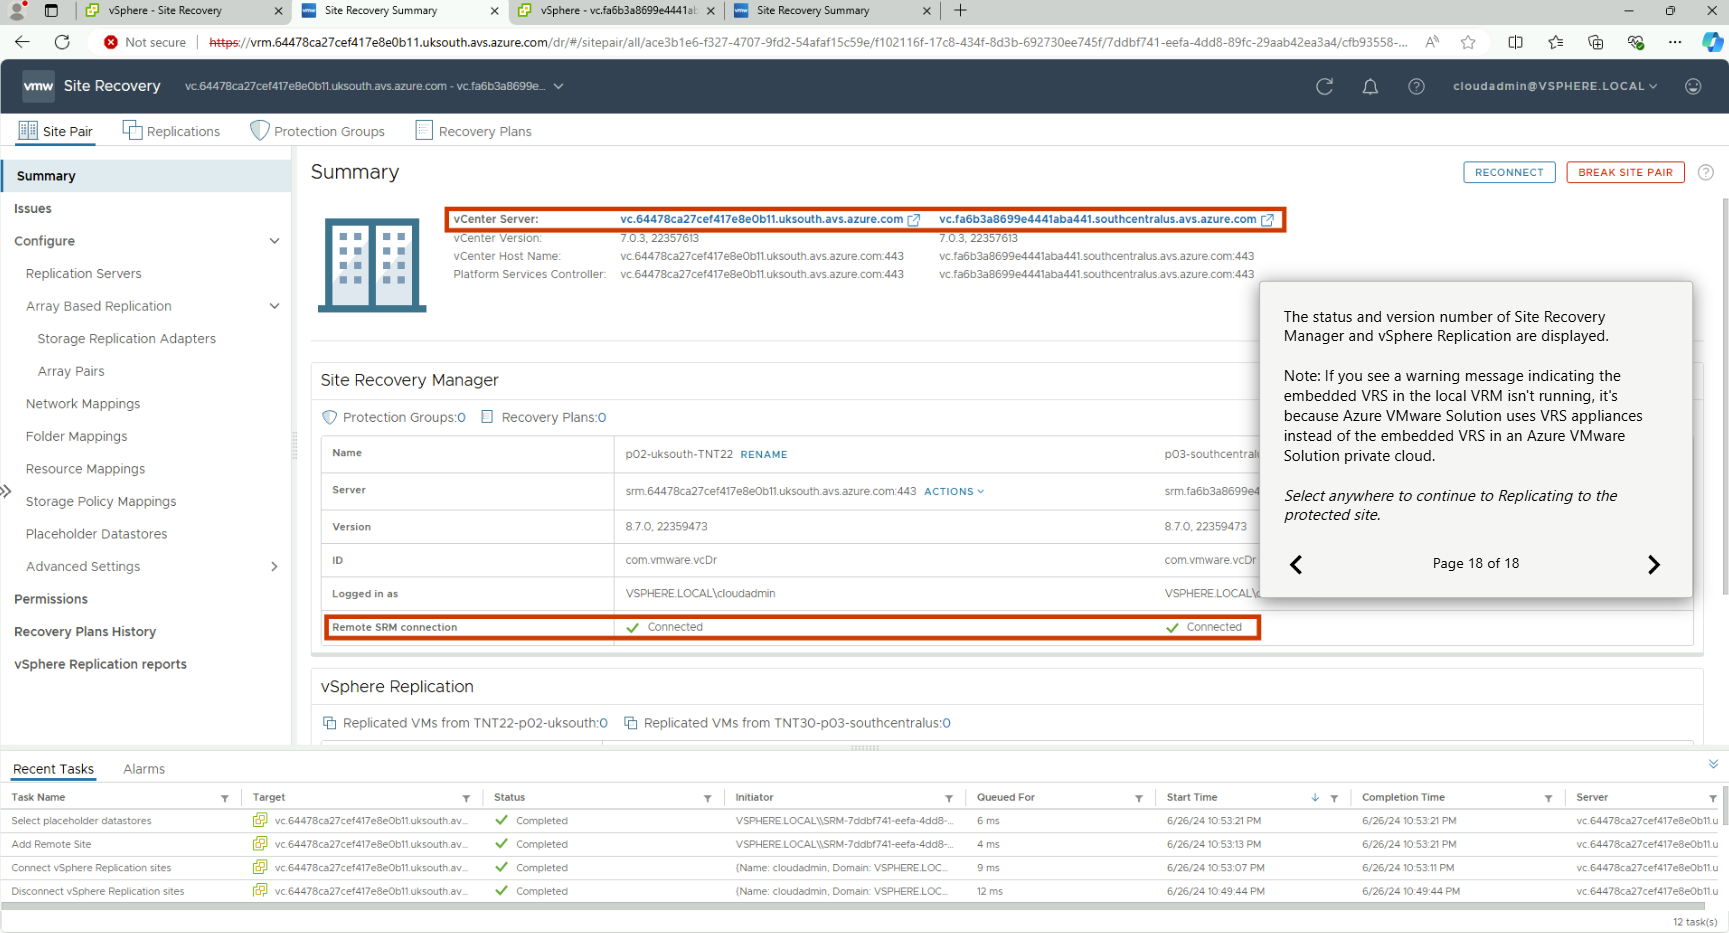 vSphere - Site Recovery
Site Recovery Summary
vSphere - vc.fa6b3a8699e4441ab
Site Recovery Summary
Not secure
https://vrm.64478ca27cef417e8e0b11.uksouth.avs.azure.com/dr/#/sitepair/all/ace3b1e6-f327-4707-9fd2-54afaf15c59e/f102116f-17c8-434f-8d3b-692730ee745f/7ddbf741-eefa-4dd8-89fc-29aab42ea3a4/cfb93558-...
vmw Site Recovery
vc.64478ca27cef417e8e0b11.uksouth.avs.azure.com - vc.fa6b3a8699e...
cloudadmin@VSPHERE.LOCAL
Site Pair
Replications
Protection Groups
Recovery Plans
Summary
Issues
Configure
Replication Servers
Array Based Replication
Storage Replication Adapters
Array Pairs
Network Mappings
Folder Mappings
Resource Mappings
Storage Policy Mappings
Placeholder Datastores
Advanced Settings
Permissions
Recovery Plans History
vSphere Replication reports
Summary
RECONNECT
BREAK SITE PAIR
vCenter Server: vc.64478ca27cef417e8e0b11.uksouth.avs.azure.com vc.fa6b3a8699e4441aba441.southcentralus.avs.azure.com
vCenter Version: 7.0.3, 22357613 7.0.3, 22357613
vCenter Host Name: vc.64478ca27cef417e8e0b11.uksouth.avs.azure.com:443 vc.fa6b3a8699e4441aba441.southcentralus.avs.azure.com:443
Platform Services Controller: vc.64478ca27cef417e8e0b11.uksouth.avs.azure.com:443 vc.fa6b3a8699e4441aba441.southcentralus.avs.azure.com:443
Site Recovery Manager
Protection Groups:0 Recovery Plans:0
Name p02-uksouth-TNT22 RENAME p03-southcentralu
Server srm.64478ca27cef417e8e0b11.uksouth.avs.azure.com:443 ACTIONS srm.fa6b3a8699e4
Version 8.7.0, 22359473 8.7.0, 22359473
ID com.vmware.vcDr com.vmware.vcDr
Logged in as VSPHERE.LOCAL\cloudadmin VSPHERE.LOCAL\c
Remote SRM connection Connected Connected
vSphere Replication
Replicated VMs from TNT22-p02-uksouth:0 Replicated VMs from TNT30-p03-southcentralus:0
The status and version number of Site Recovery
Manager and vSphere Replication are displayed.
Note: If you see a warning message indicating the
embedded VRS in the local VRM isn't running, it's
because Azure VMware Solution uses VRS appliances
instead of the embedded VRS in an Azure VMware
Solution private cloud.
Select anywhere to continue to Replicating to the
protected site.
Page 18 of 18
Recent Tasks Alarms
Task Name Target Status Initiator Queued For Start Time Completion Time Server
Select placeholder datastores vc.64478ca27cef417e8e0b11.uksouth.av... Completed VSPHERE.LOCAL\\SRM-7ddbf741-eefa-4dd8-... 6 ms 6/26/24 10:53:21 PM 6/26/24 10:53:21 PM vc.64478ca27cef417e8e0b11.u
Add Remote Site vc.64478ca27cef417e8e0b11.uksouth.av... Completed VSPHERE.LOCAL\\SRM-7ddbf741-eefa-4dd8-... 4 ms 6/26/24 10:53:13 PM 6/26/24 10:53:21 PM vc.64478ca27cef417e8e0b11.u
Connect vSphere Replication sites vc.64478ca27cef417e8e0b11.uksouth.av... Completed (Name: cloudadmin, Domain: VSPHERE.LOC... 9 ms 6/26/24 10:53:07 PM 6/26/24 10:53:11 PM vc.64478ca27cef417e8e0b11.u
Disconnect vSphere Replication sites vc.64478ca27cef417e8e0b11.uksouth.av... Completed (Name: cloudadmin, Domain: VSPHERE.LOC... 12 ms 6/26/24 10:49:44 PM 6/26/24 10:49:44 PM vc.64478ca27cef417e8e0b11.u
12 task(s)